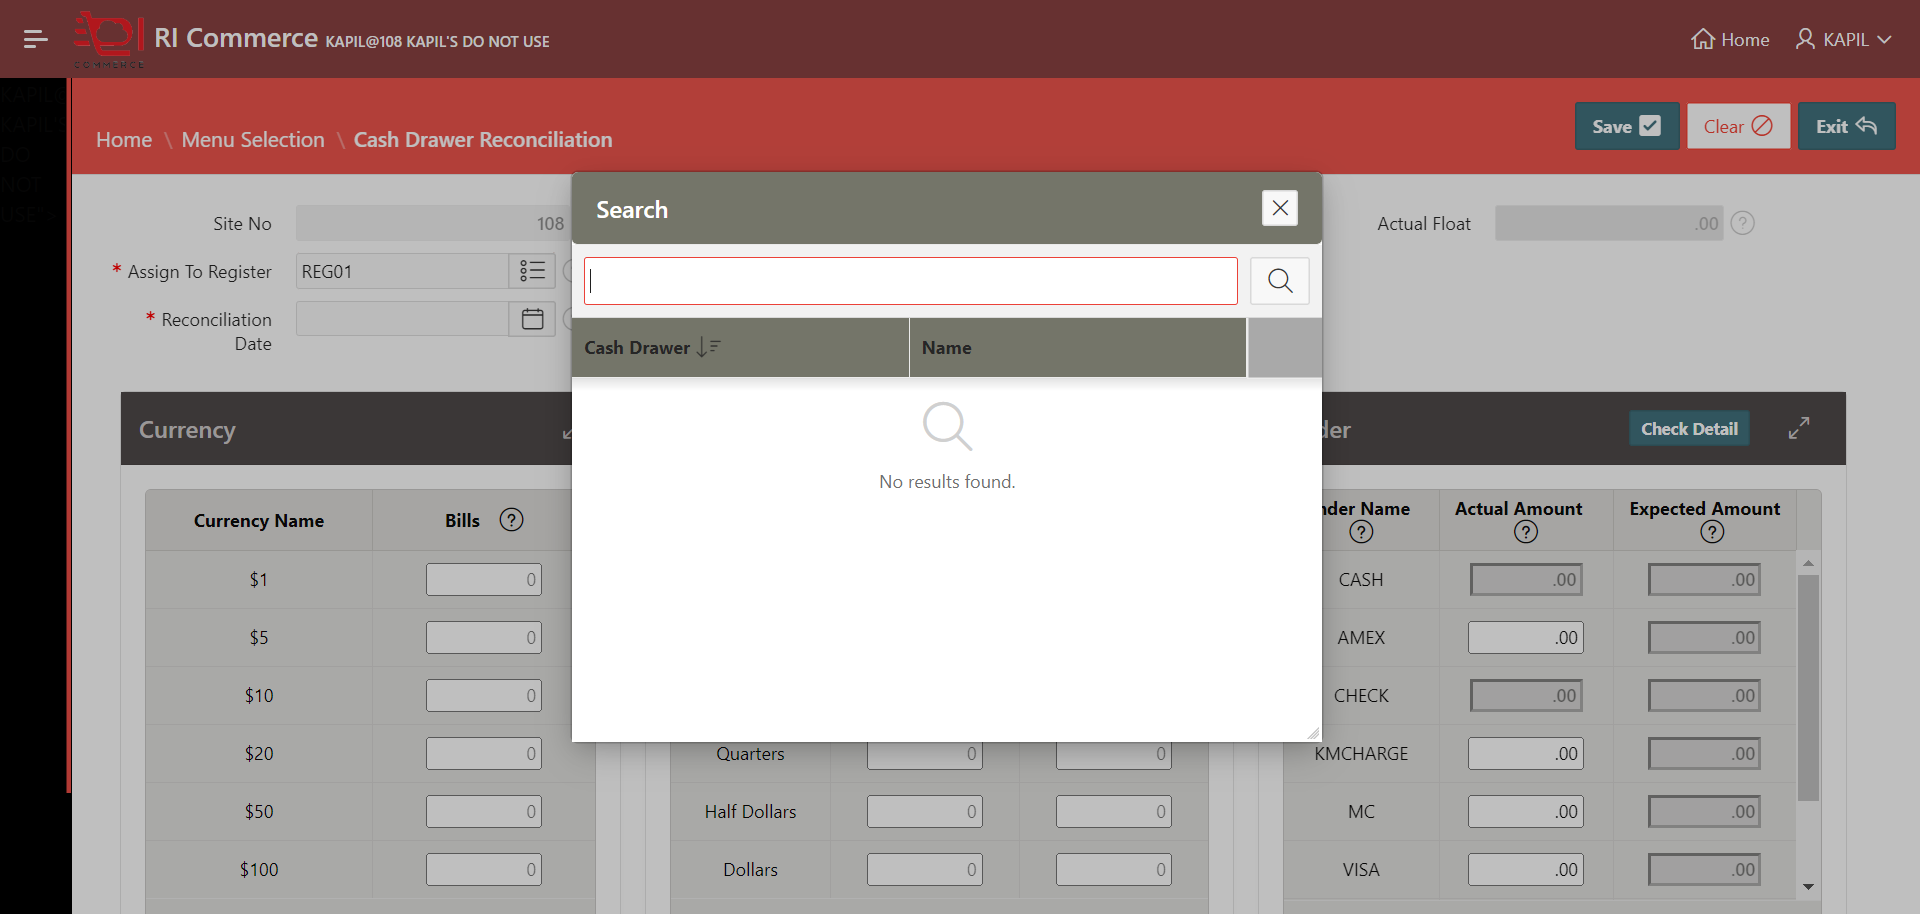 RI Commerce KAPIL@108 KAPIL'S DO NOT USE
COMMERCE
Home
KAPIL
KAPIL@
KAPIL'S
DO
NOT
USE
Home \ Menu Selection \ Cash Drawer Reconciliation
Save
Clear
Exit
Search
Site No
108
Actual Float
.00
* Assign To Register
REG01
* Reconciliation
Date
Cash Drawer
Name
No results found.
Currency
der
Check Detail
Currency Name
Bills
nder Name
Actual Amount
Expected Amount
$1
0
CASH
.00
.00
$5
0
AMEX
.00
.00
$10
0
CHECK
.00
.00
$20
0
Quarters
0
0
KMCHARGE
.00
.00
$50
0
Half Dollars
0
0
MC
.00
.00
$100
0
Dollars
0
0
VISA
.00
.00